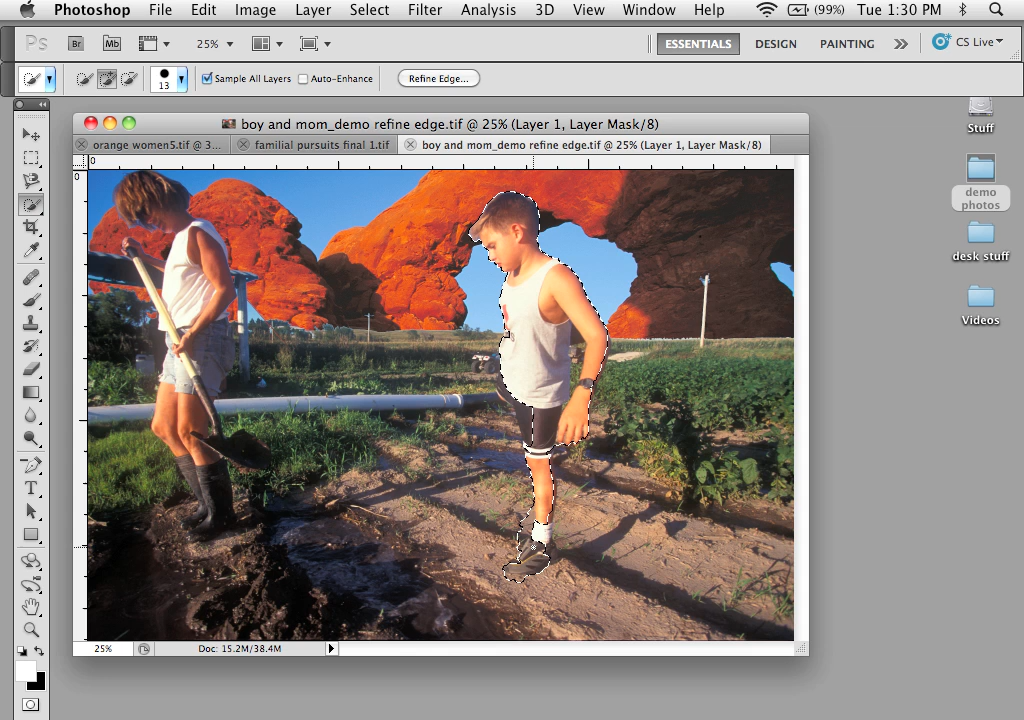 Photoshop File Edit Image Layer Select Filter Analysis 3D View Window Help (99%) Tue 1:30 PM
Ps Br Mb 25% ESSENTIALS DESIGN PAINTING CS Live
13 Sample All Layers Auto-Enhance Refine Edge...
boy and mom_demo refine edge.tif @ 25% (Layer 1, Layer Mask/8)
orange women5.tif @ 3... familial pursuits final 1.tif boy and mom_demo refine edge.tif @ 25% (Layer 1, Layer Mask/8)
0
0
T
25% Doc: 15.2M/38.4M
Stuff
demo
photos
desk stuff
Videos